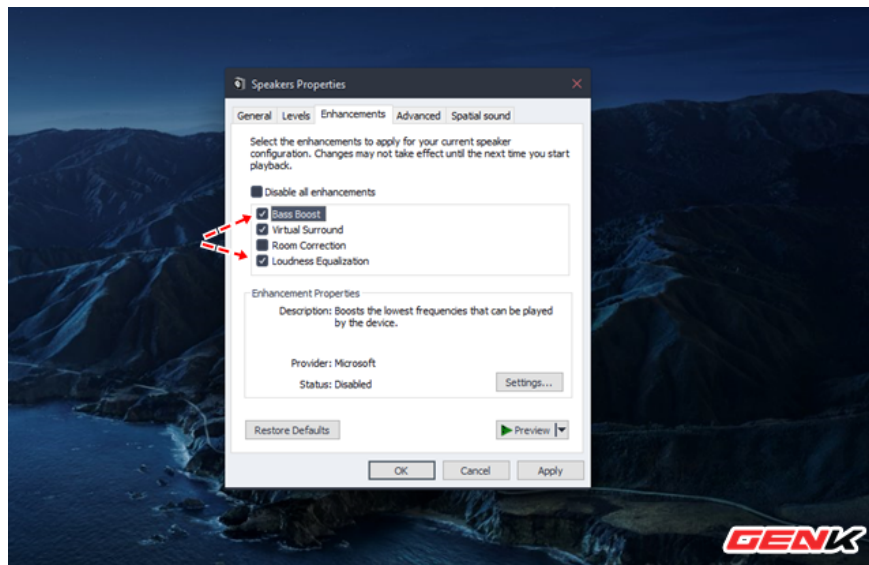 Speakers Properties
General Levels Enhancements Advanced Spatial sound
Select the enhancements to apply for your current speaker
configuration. Changes may not take effect until the next time you start
playback.
Disable all enhancements
Bass Boost
Virtual Surround
Room Correction
Loudness Equalization
Enhancement Properties
Description: Boosts the lowest frequencies that can be played
by the device.
Provider: Microsoft
Status: Disabled
Settings...
Restore Defaults
Preview
OK Cancel Apply
GENK